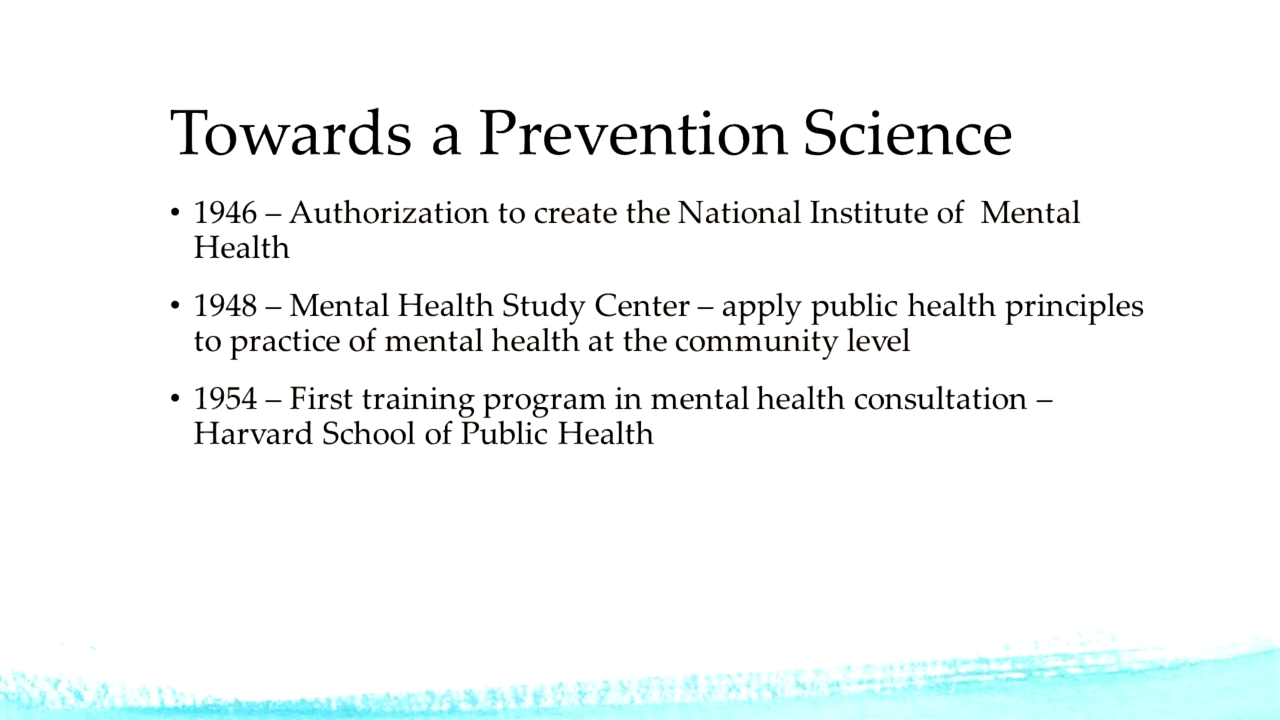 Towards a Prevention Science
• 1946 – Authorization to create the National Institute of  Mental
Health
• 1948 – Mental Health Study Center – apply public health principles
to practice of mental health at the community level
• 1954 – First training program in mental health consultation –
Harvard School of Public Health